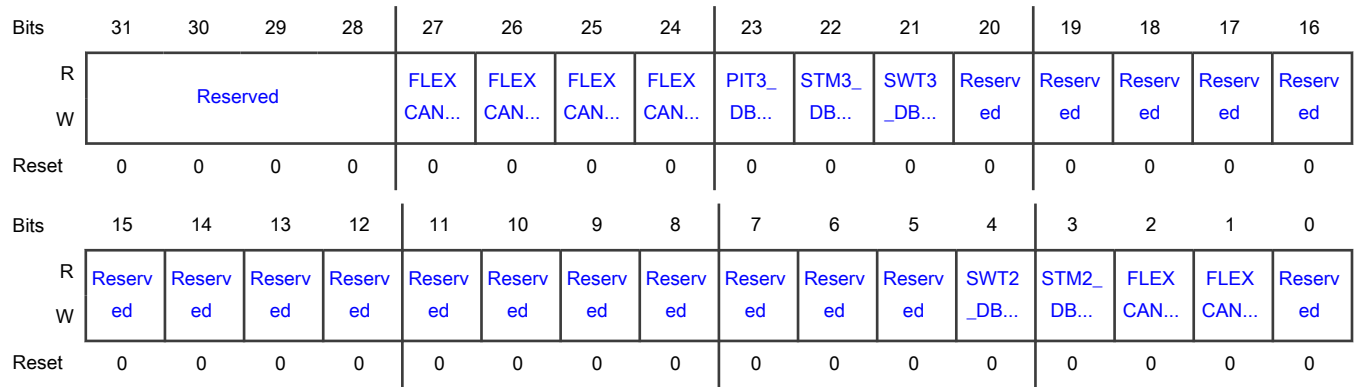 Bits 31 30 29 28 27 26 25 24 23 22 21 20 19 18 17 16
R
Reserved FLEX FLEX FLEX FLEX PIT3_ STM3_ SWT3 Reserv Reserv Reserv Reserv Reserv
CAN... CAN... CAN... CAN... DB... DB... _DB... ed ed ed ed ed
W
Reset 0 0 0 0 0 0 0 0 0 0 0 0 0 0 0 0
Bits 15 14 13 12 11 10 9 8 7 6 5 4 3 2 1 0
R
Reserv Reserv Reserv Reserv Reserv Reserv Reserv Reserv Reserv Reserv Reserv SWT2 STM2_ FLEX FLEX Reserv
ed ed ed ed ed ed ed ed ed ed ed _DB... DB... CAN... CAN... ed
W
Reset 0 0 0 0 0 0 0 0 0 0 0 0 0 0 0 0